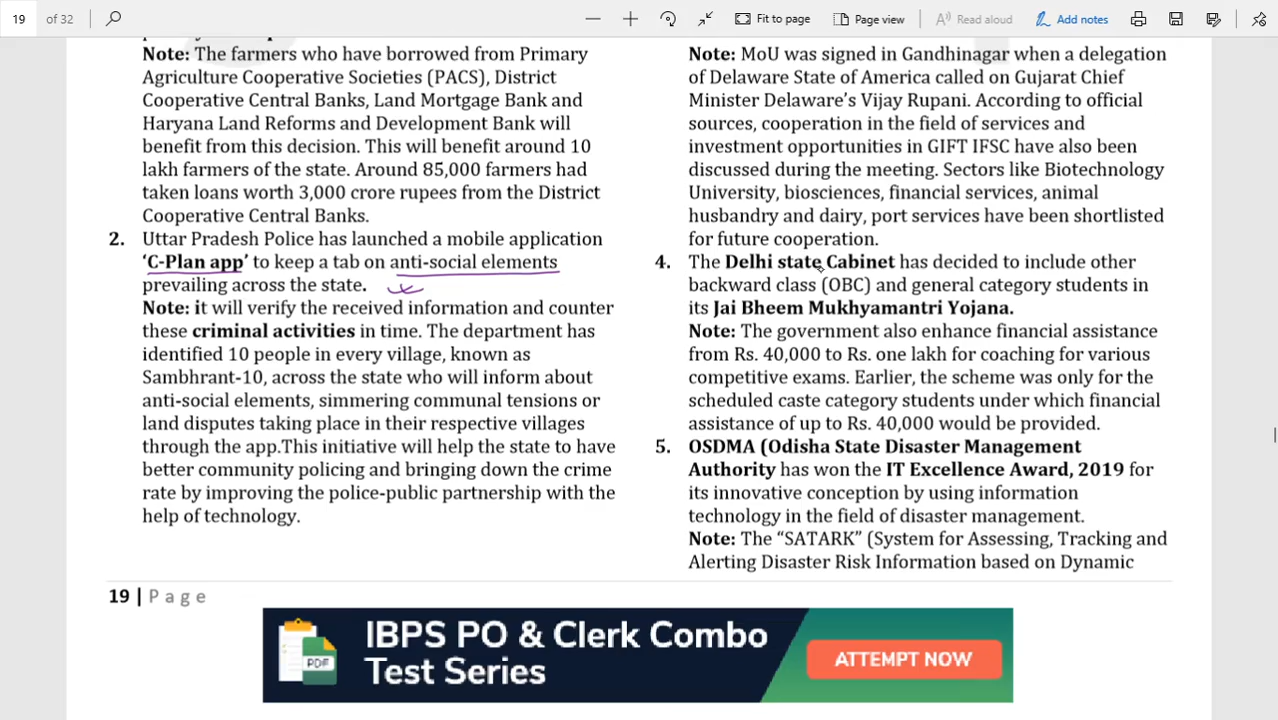 19 of 32
Fit to page
Page view
Read aloud
Add notes
Note: The farmers who have borrowed from Primary
Agriculture Cooperative Societies (PACS), District
Cooperative Central Banks, Land Mortgage Bank and
Haryana Land Reforms and Development Bank will
benefit from this decision. This will benefit around 10
lakh farmers of the state. Around 85,000 farmers had
taken loans worth 3,000 crore rupees from the District
Cooperative Central Banks.
2. Uttar Pradesh Police has launched a mobile application
‘C-Plan app’ to keep a tab on anti-social elements
prevailing across the state.
Note: it will verify the received information and counter
these criminal activities in time. The department has
identified 10 people in every village, known as
Sambhrant-10, across the state who will inform about
anti-social elements, simmering communal tensions or
land disputes taking place in their respective villages
through the app.This initiative will help the state to have
better community policing and bringing down the crime
rate by improving the police-public partnership with the
help of technology.
Note: MoU was signed in Gandhinagar when a delegation
of Delaware State of America called on Gujarat Chief
Minister Delaware’s Vijay Rupani. According to official
sources, cooperation in the field of services and
investment opportunities in GIFT IFSC have also been
discussed during the meeting. Sectors like Biotechnology
University, biosciences, financial services, animal
husbandry and dairy, port services have been shortlisted
for future cooperation.
4. The Delhi state Cabinet has decided to include other
backward class (OBC) and general category students in
its Jai Bheem Mukhyamantri Yojana.
Note: The government also enhance financial assistance
from Rs. 40,000 to Rs. one lakh for coaching for various
competitive exams. Earlier, the scheme was only for the
scheduled caste category students under which financial
assistance of up to Rs. 40,000 would be provided.
5. OSDMA (Odisha State Disaster Management
Authority has won the IT Excellence Award, 2019 for
its innovative conception by using information
technology in the field of disaster management.
Note: The “SATARK” (System for Assessing, Tracking and
Alerting Disaster Risk Information based on Dynamic
19 | Page
PDF
IBPS PO & Clerk Combo
Test Series
ATTEMPT NOW